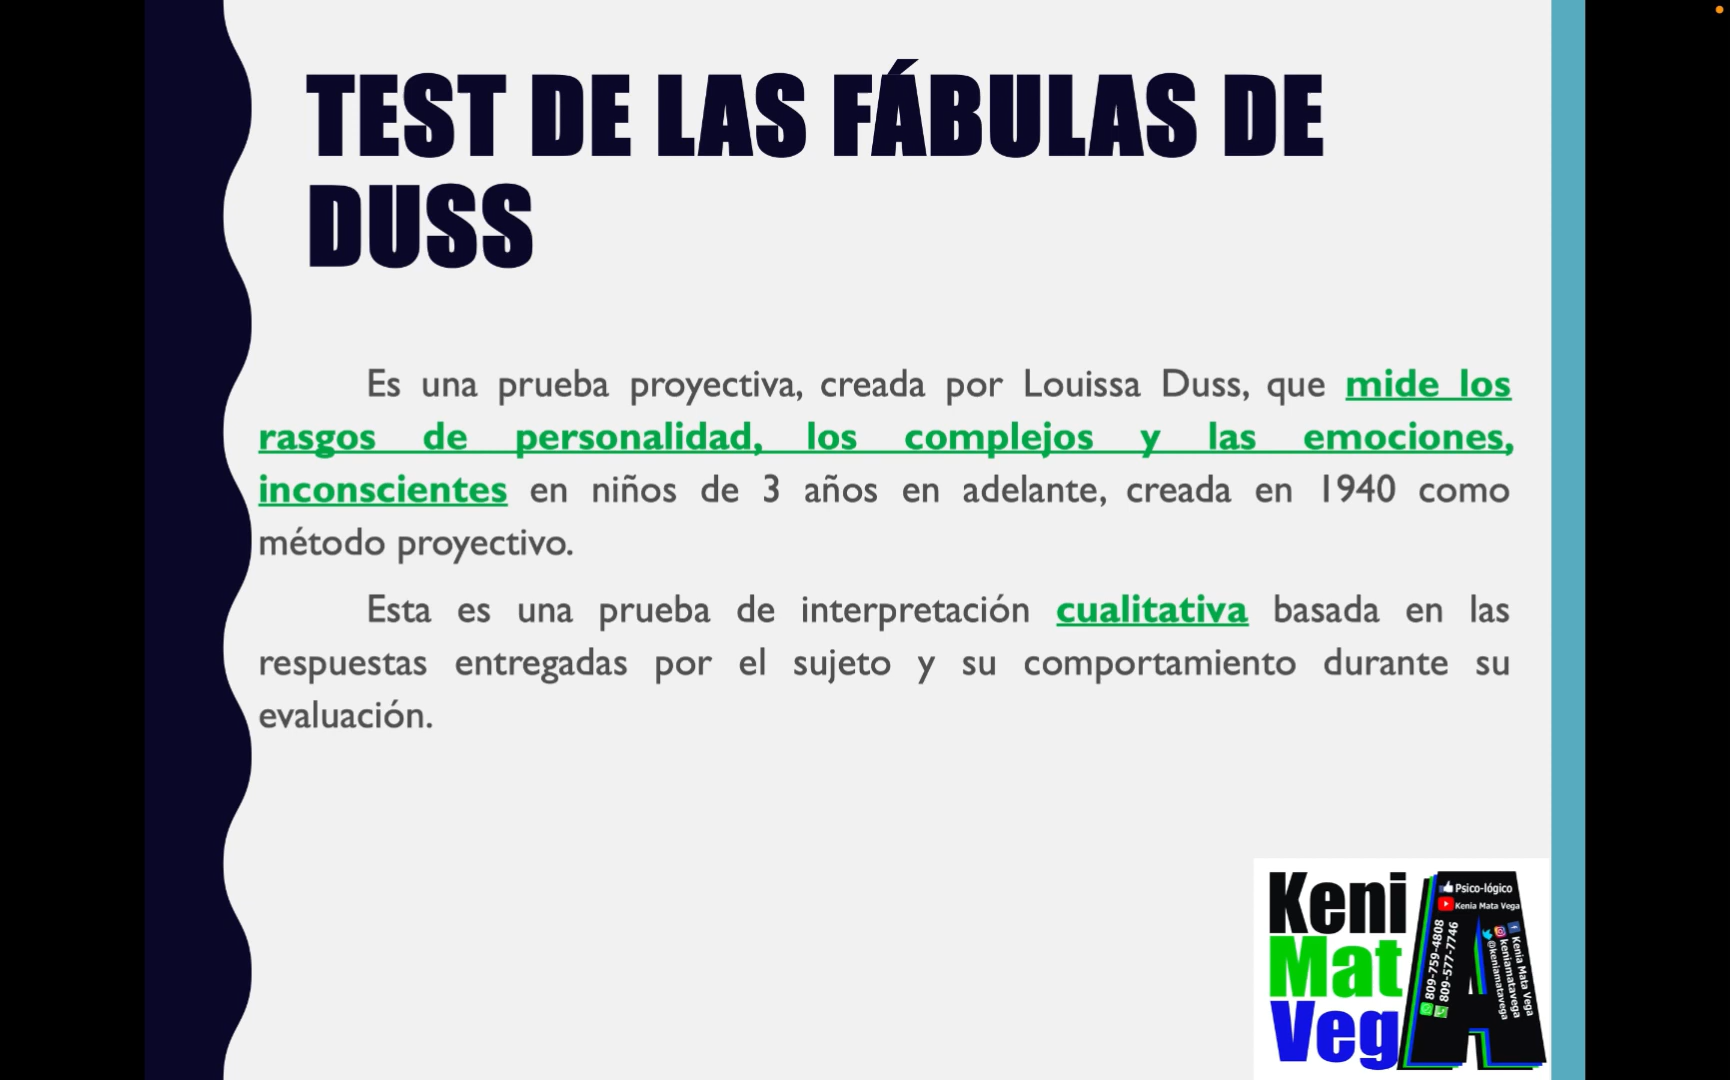 TEST DE LAS FÁBULAS DE
DUSS
Es una prueba proyectiva, creada por Louissa Duss, que mide los
rasgos de personalidad, los complejos y las emociones,
inconscientes en niños de 3 años en adelante, creada en 1940 como
método proyectivo.
Esta es una prueba de interpretación cualitativa basada en las
respuestas entregadas por el sujeto y su comportamiento durante su
evaluación.
Keni
Mat
Veg
A
Psico-lógico
Kenia Mata Vega
809-759-4808
809-577-7746
@keniamatavega
keniamatavega
Kenia Mata Vega